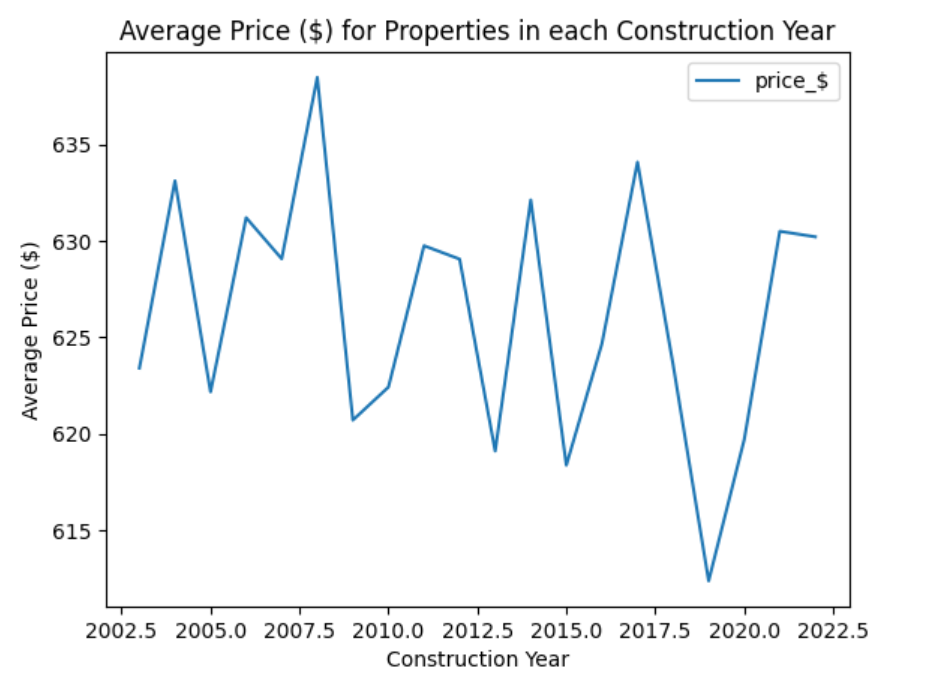 Average Price ($) for Properties in each Construction Year
price_$
635
630
625
620
615
Average Price ($)
2002.5 2005.0 2007.5 2010.0 2012.5 2015.0 2017.5 2020.0 2022.5
Construction Year